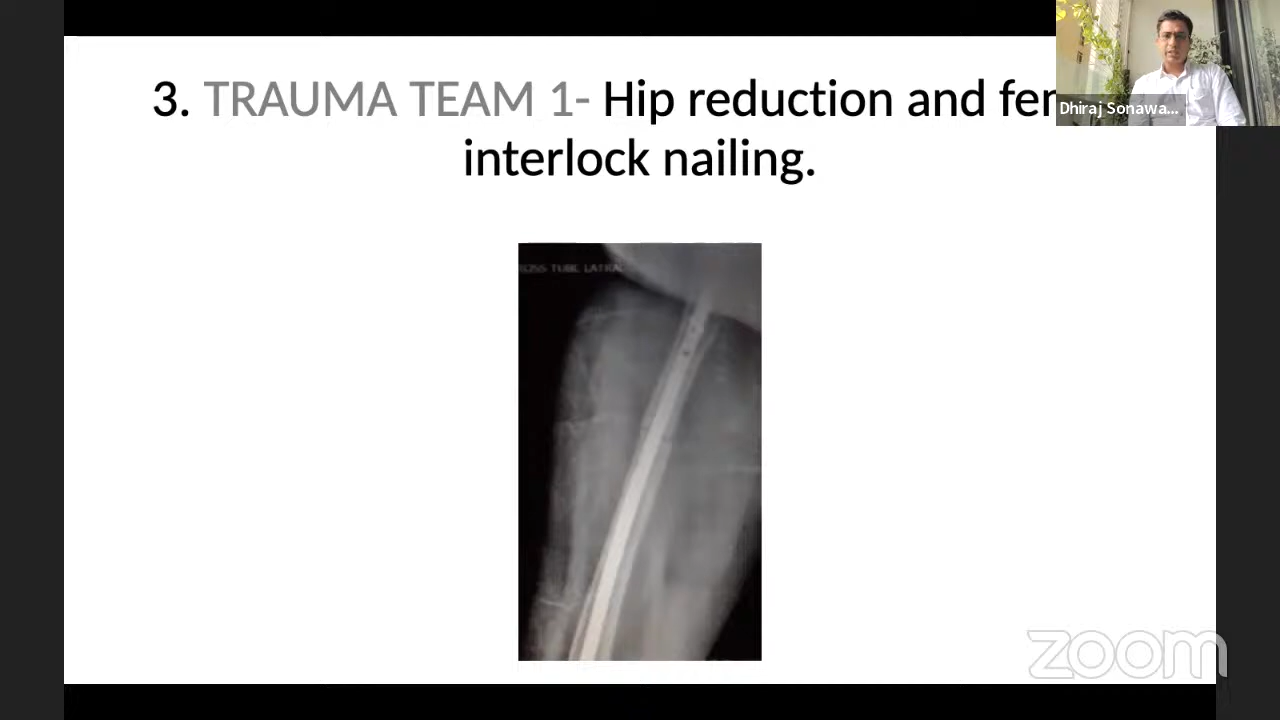 3. TRAUMA TEAM 1- Hip reduction and fem
interlock nailing.
Dhiraj Sonawa...
zoom